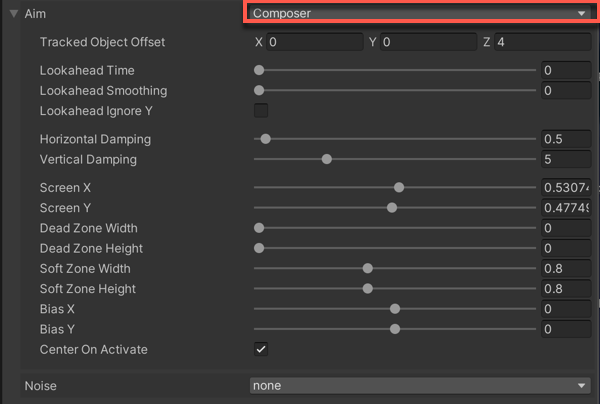 Aim Composer
Tracked Object Offset X 0 Y 0 Z 4
Lookahead Time 0
Lookahead Smoothing 0
Lookahead Ignore Y
Horizontal Damping 0.5
Vertical Damping 5
Screen X 0.53074
Screen Y 0.47749
Dead Zone Width 0
Dead Zone Height 0
Soft Zone Width 0.8
Soft Zone Height 0.8
Bias X 0
Bias Y 0
Center On Activate
Noise none